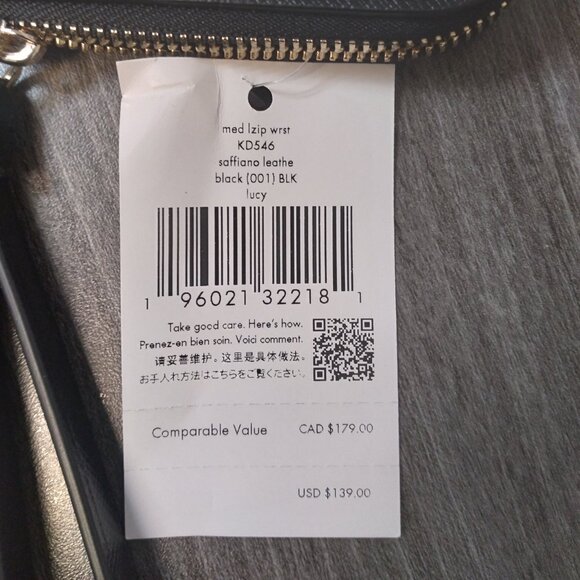 med lzip wrst
KD546
saffiano leathe
black (001) BLK
lucy
1 96021 32218 1
Take good care. Here's how.
Prenez-en bien soin. Voici comment.
请妥善维护。这里是具体做法。
お手入れ方法はこちらをご覧ください.
Comparable Value CAD $179.00
USD $139.00